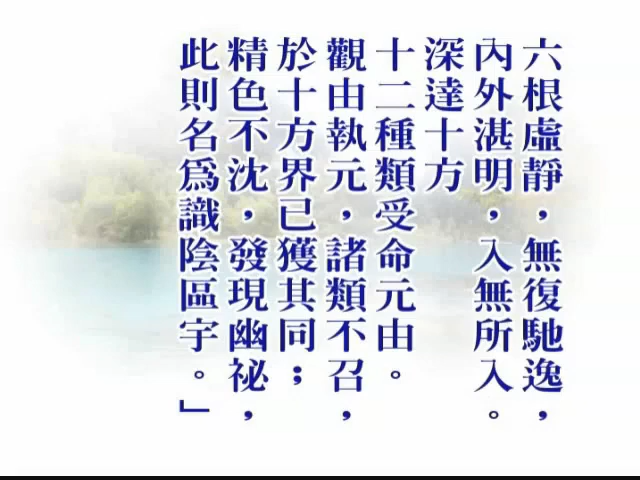 六根虛靜，無復馳逸，
內外湛明，入無所入。
深達十方
十二種類受命元由。
觀由執元，諸類不召，
於十方界已獲其同；
精色不沈，發現幽祕，
此則名為識陰區宇。」